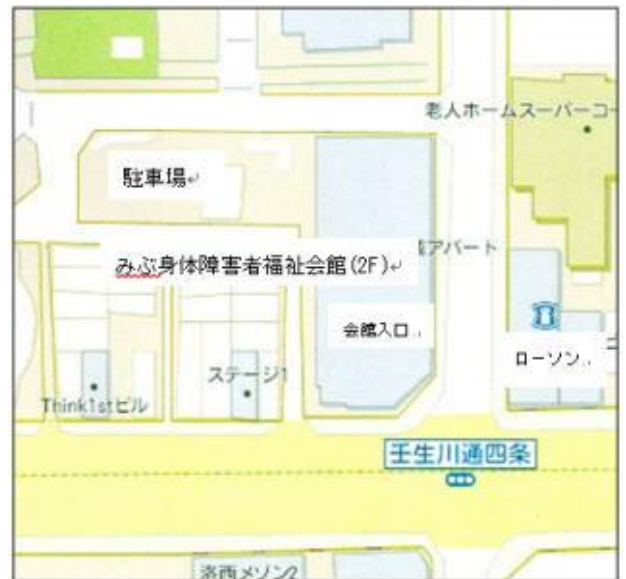 老人ホームスーパーコー
駐車場
みぶ身体障害者福祉会館(2F)
アパート
会館入口
ローソン
ステージ1
Think1stビル
壬生川通四条
洛西メゾン2